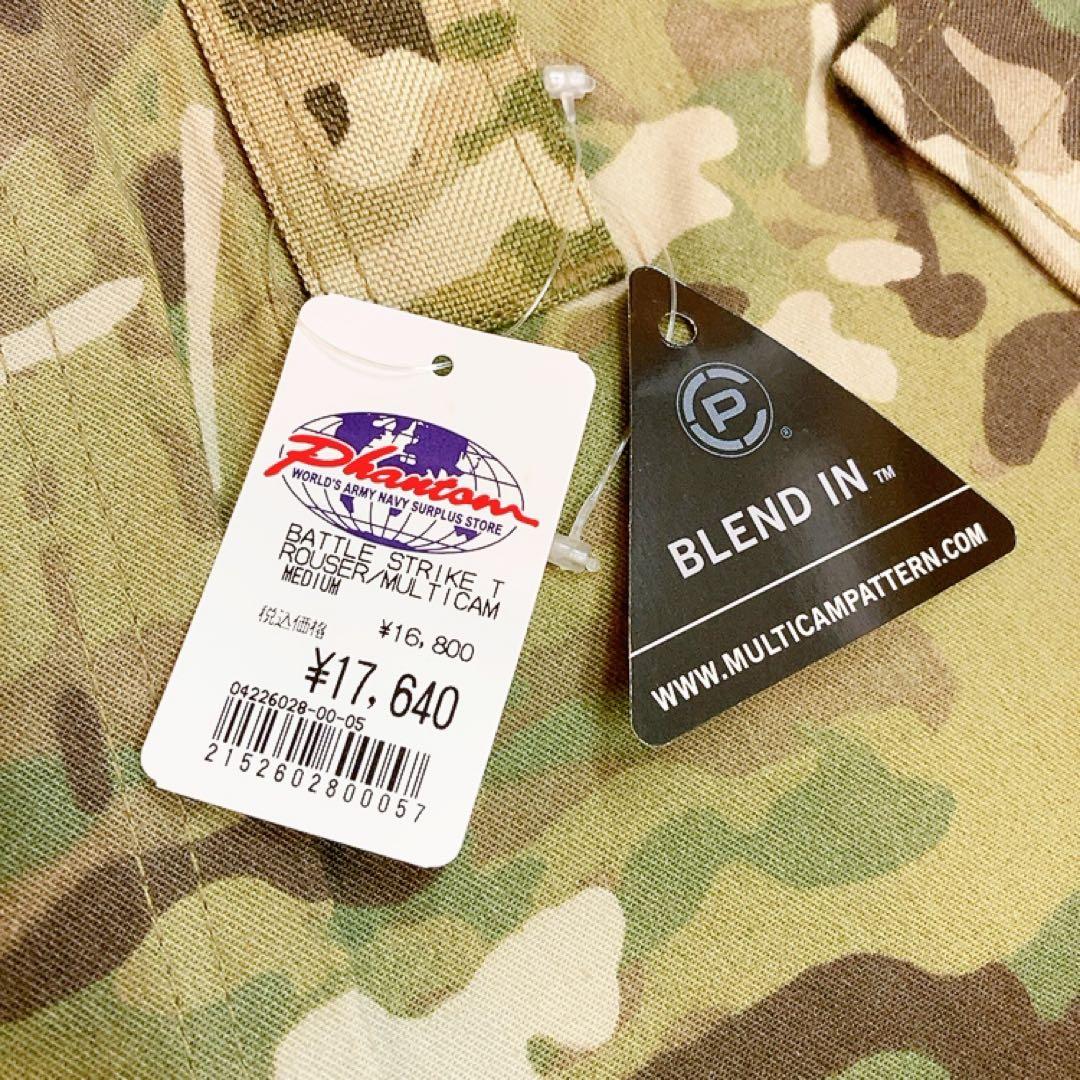 Phantom
WORLD'S ARMY NAVY SURPLUS STORE
BATTLE STRIKE T
ROUSER/MULTICAM
MEDIUM
税込価格 ¥16,800
¥17,640
04226028-00-05
2152602800057
P
®
BLEND IN™
WWW.MULTICAMPATTERN.COM